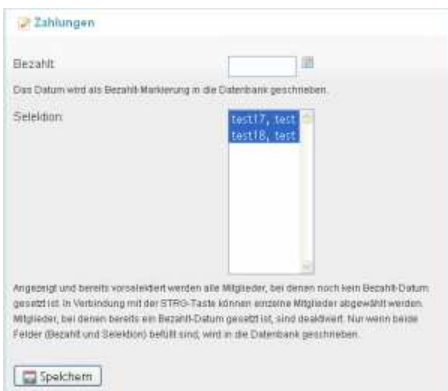 Zahlungen
Bezahlt:
Das Datum wird als Bezahlt-Markierung in die Datenbank geschrieben.
Selektion:
test17, test
test18, test
Angezeigt und bereits vorselektiert werden alle Mitglieder, bei denen noch kein Bezahlt-Datum
gesetzt ist. In Verbindung mit der STRG-Taste können einzelne Mitglieder abgewählt werden.
Mitglieder, bei denen bereits ein Bezahlt-Datum gesetzt ist, sind deaktiviert. Nur wenn beide
Felder (Bezahlt und Selektion) befüllt sind, wird in die Datenbank geschrieben.
Speichern